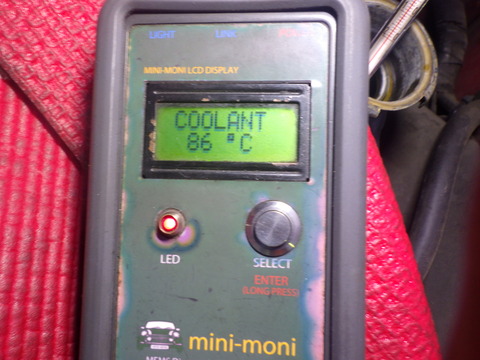 LIGHT LINK
MINI-MONI LCD DISPLAY
COOLANT
86 °C
LED SELECT
ENTER
(LONG PRESS)
mini-moni